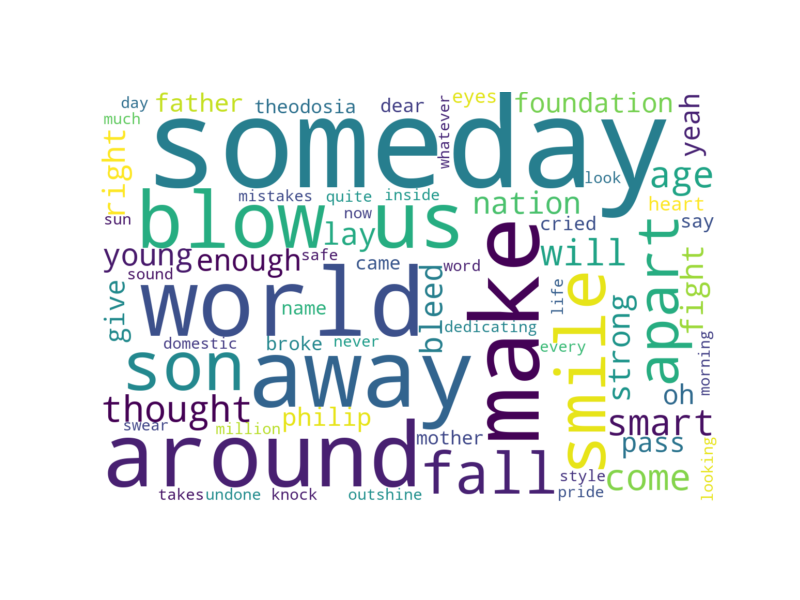 day father theodosia dear whatever eyes foundation yeah
much right someday look age
mistakes quite inside nation heart
sun blow now us cried say
young enough lay safe came word make will apart fight
sound give world name bleed life smile strong
domestic broke never dedicating every morning
son away oh
thought philip smart
swear million mother pass
around fall style come looking
takes undone knock outshine pride